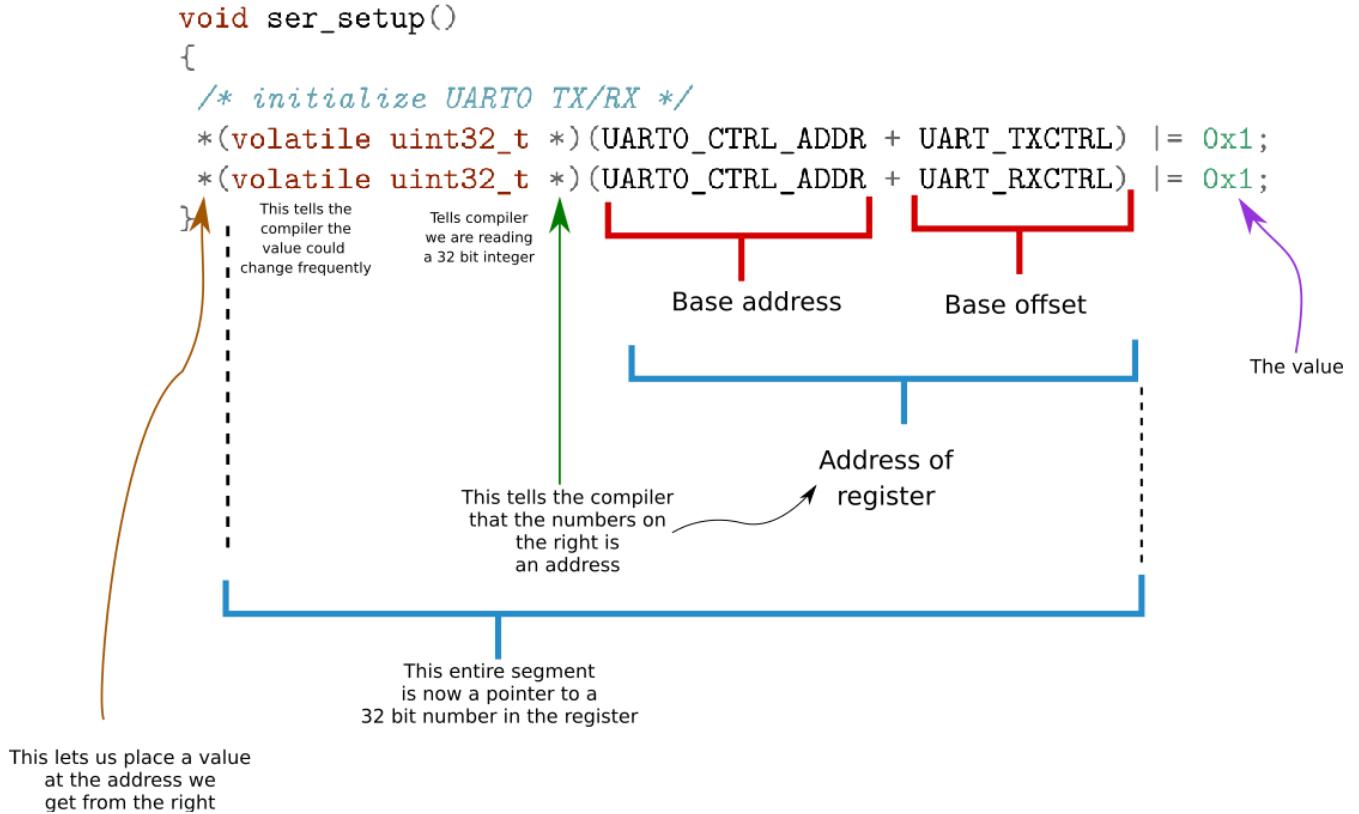 void ser_setup()
{
/* initialize UART0 TX/RX */
*(volatile uint32_t *)(UART0_CTRL_ADDR + UART_TXCTRL) |= 0x1;
*(volatile uint32_t *)(UART0_CTRL_ADDR + UART_RXCTRL) |= 0x1;
}
This tells the
compiler the
value could
change frequently
Tells compiler
we are reading
a 32 bit integer
Base address
Base offset
The value
Address of
register
This tells the compiler
that the numbers on
the right is
an address
This entire segment
is now a pointer to a
32 bit number in the register
This lets us place a value
at the address we
get from the right